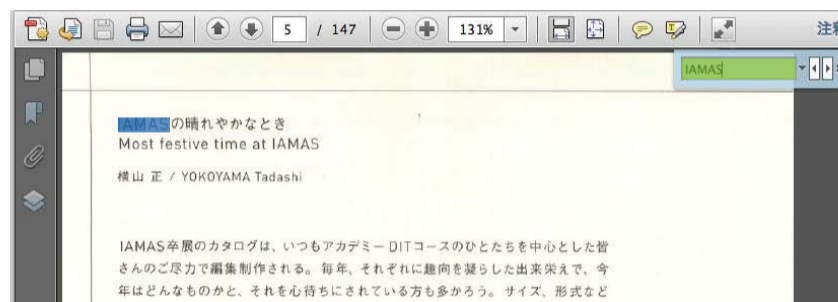 5 / 147 131% 注釈
IAMAS
IAMASの晴れやかなとき
Most festive time at IAMAS
横山 正 / YOKOYAMA Tadashi
IAMAS卒展のカタログは、いつもアカデミーDITコースのひとたちを中心とした皆
さんのご尽力で編集制作される。毎年、それぞれに趣向を凝らした出来栄えで、今
年はどんなものかと、それを心待ちにされている方も多かろう。サイズ、形式など